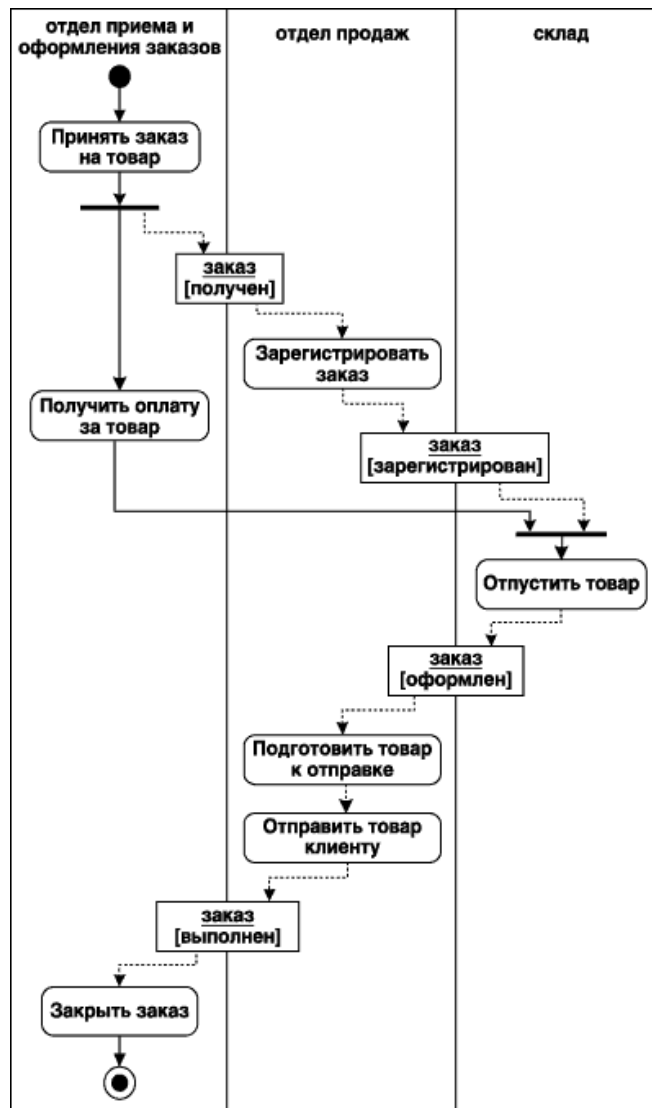 отдел приема и
оформления заказов
отдел продаж
склад
Принять заказ
на товар
заказ
[получен]
Зарегистрировать
заказ
Получить оплату
за товар
заказ
[зарегистрирован]
Отпустить товар
заказ
[оформлен]
Подготовить товар
к отправке
Отправить товар
клиенту
заказ
[выполнен]
Закрыть заказ